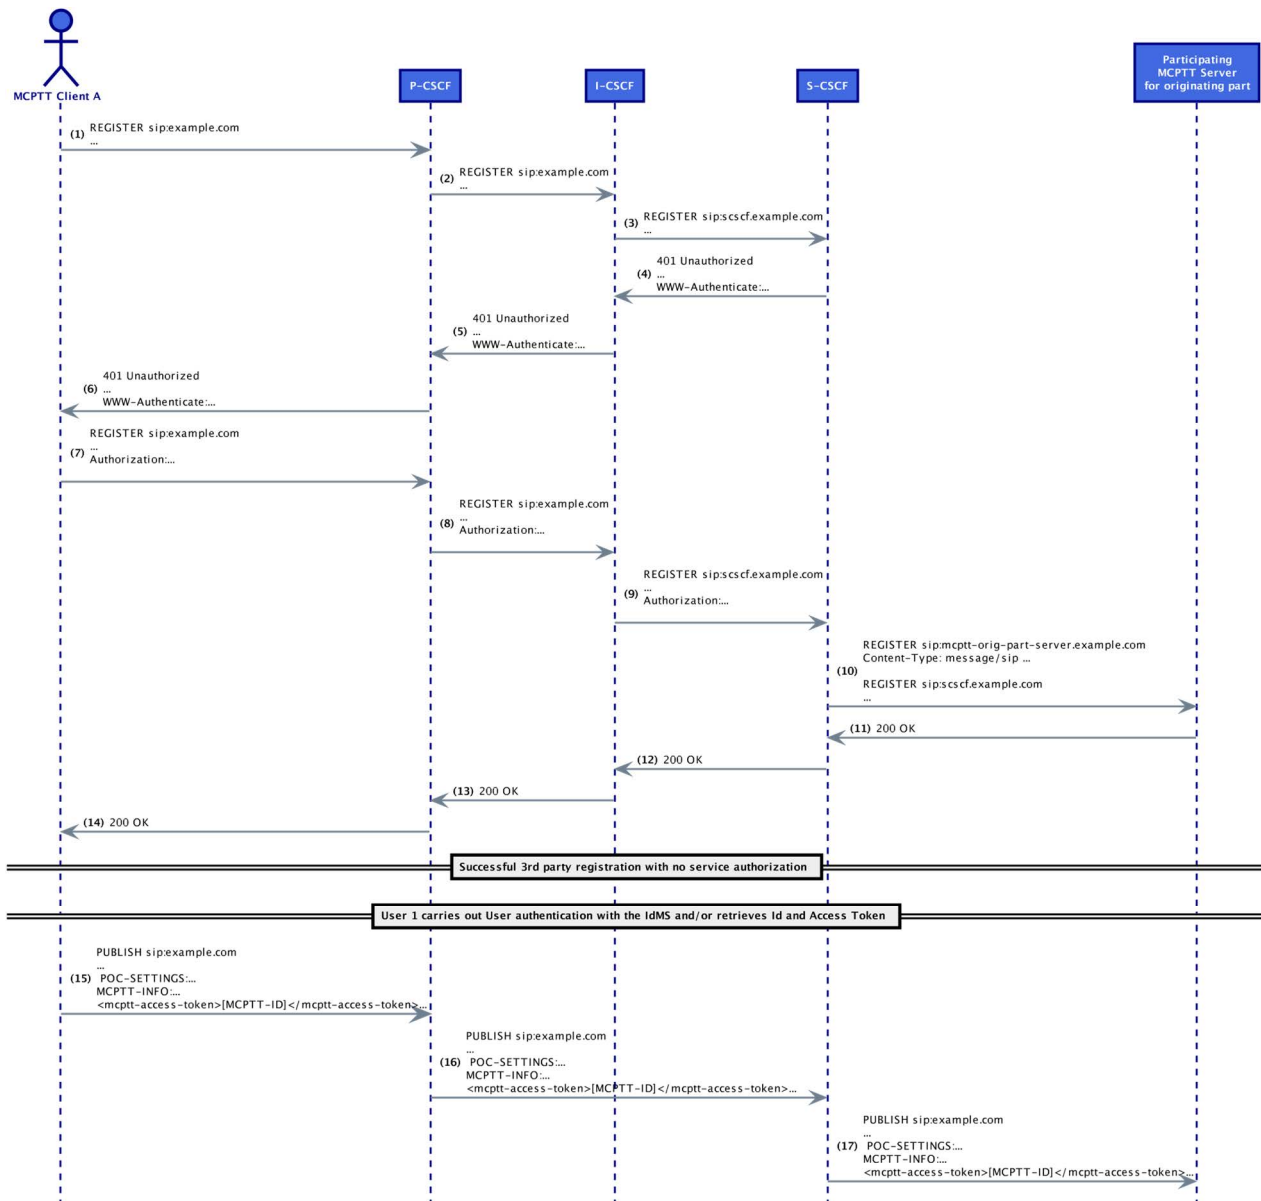 MCPTT Client A
P-CSCF
I-CSCF
S-CSCF
Participating
MCPTT Server
for originating part
(1) REGISTER sip:example.com
...
(2) REGISTER sip:example.com
...
(3) REGISTER sip:scscf.example.com
...
401 Unauthorized
(4) ...
WWW-Authenticate:...
401 Unauthorized
(5) ...
WWW-Authenticate:...
401 Unauthorized
(6) ...
WWW-Authenticate:...
REGISTER sip:example.com
(7) ...
Authorization:...
REGISTER sip:example.com
(8) ...
Authorization:...
REGISTER sip:scscf.example.com
(9) ...
Authorization:...
REGISTER sip:mcptt-orig-part-server.example.com
Content-Type: message/sip ...
(10)
REGISTER sip:scscf.example.com
...
(11) 200 OK
(12) 200 OK
(13) 200 OK
(14) 200 OK
Successful 3rd party registration with no service authorization
User 1 carries out User authentication with the IdMS and/or retrieves Id and Access Token
PUBLISH sip:example.com
...
(15) POC-SETTINGS:...
MCPTT-INFO:...
<mcptt-access-token>[MCPTT-ID]</mcptt-access-token>...
PUBLISH sip:example.com
...
(16) POC-SETTINGS:...
MCPTT-INFO:...
<mcptt-access-token>[MCPTT-ID]</mcptt-access-token>...
PUBLISH sip:example.com
...
(17) POC-SETTINGS:...
MCPTT-INFO:...
<mcptt-access-token>[MCPTT-ID]</mcptt-access-token>...